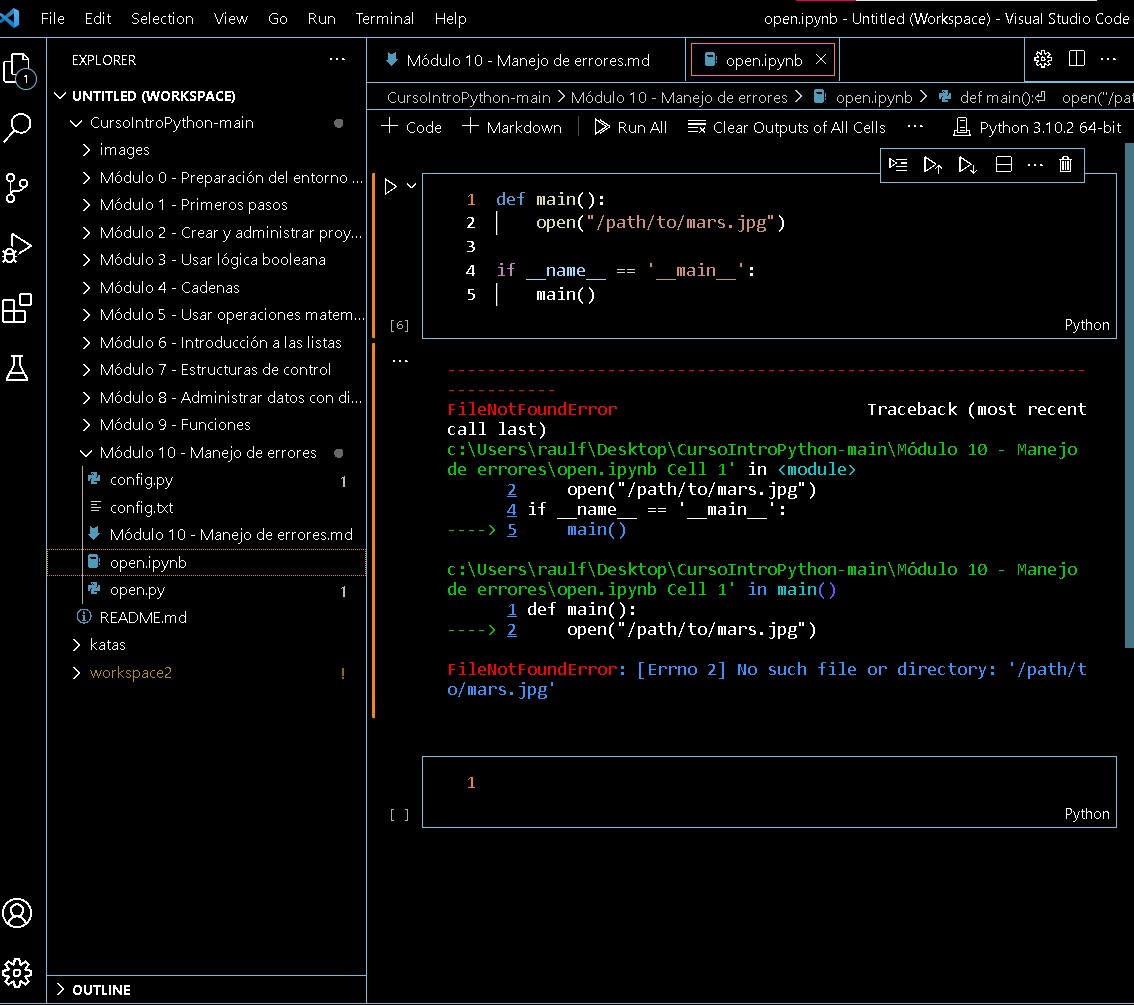 File Edit Selection View Go Run Terminal Help open.ipynb - Untitled (Workspace) - Visual Studio Code
1
EXPLORER ...
UNTITLED (WORKSPACE)
CursoIntroPython-main
images
Módulo 0 - Preparación del entorno ...
Módulo 1 - Primeros pasos
Módulo 2 - Crear y administrar proy...
Módulo 3 - Usar lógica booleana
Módulo 4 - Cadenas
Módulo 5 - Usar operaciones matem...
Módulo 6 - Introducción a las listas
Módulo 7 - Estructuras de control
Módulo 8 - Administrar datos con di...
Módulo 9 - Funciones
Módulo 10 - Manejo de errores
config.py 1
config.txt
Módulo 10 - Manejo de errores.md
open.ipynb
open.py 1
README.md
katas
workspace2 !
OUTLINE
Módulo 10 - Manejo de errores.md open.ipynb
CursoIntroPython-main > Módulo 10 - Manejo de errores > open.ipynb > def main():⏎ open("/pat
+ Code + Markdown Run All Clear Outputs of All Cells ... Python 3.10.2 64-bit
1 def main():
2 open("/path/to/mars.jpg")
3
4 if __name__ == '__main__':
5 main()
[6] Python
...
----------------------------------------------------------------
-----------
FileNotFoundError Traceback (most recent
call last)
c:\Users\raulf\Desktop\CursoIntroPython-main\Módulo 10 - Manejo
de errores\open.ipynb Cell 1' in <module>
2 open("/path/to/mars.jpg")
4 if __name__ == '__main__':
----> 5 main()
c:\Users\raulf\Desktop\CursoIntroPython-main\Módulo 10 - Manejo
de errores\open.ipynb Cell 1' in main()
1 def main():
----> 2 open("/path/to/mars.jpg")
FileNotFoundError: [Errno 2] No such file or directory: '/path/t
o/mars.jpg'
1
[ ] Python